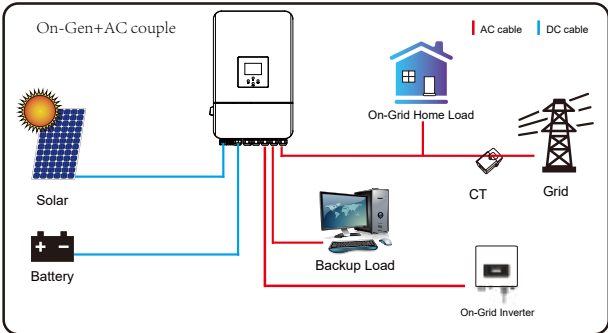 On-Gen+AC couple
AC cable
DC cable
On-Grid Home Load
Solar
CT
Grid
Battery
Backup Load
On-Grid Inverter